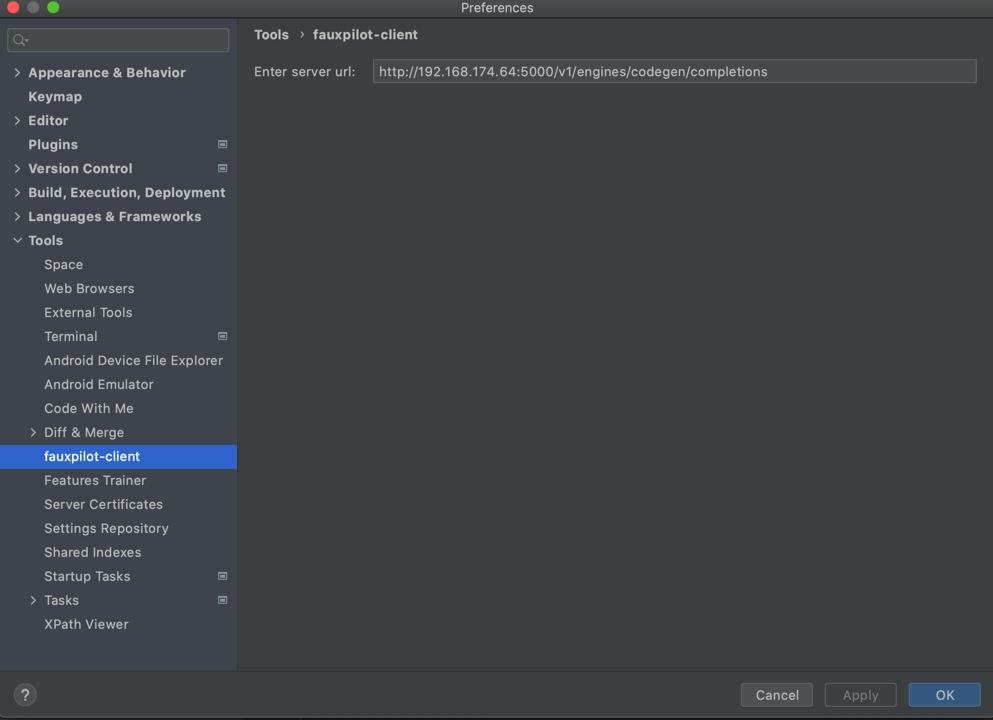 Preferences
Tools › fauxpilot-client
Enter server url: http://192.168.174.64:5000/v1/engines/codegen/completions
Appearance & Behavior
Keymap
Editor
Plugins
Version Control
Build, Execution, Deployment
Languages & Frameworks
Tools
Space
Web Browsers
External Tools
Terminal
Android Device File Explorer
Android Emulator
Code With Me
Diff & Merge
fauxpilot-client
Features Trainer
Server Certificates
Settings Repository
Shared Indexes
Startup Tasks
Tasks
XPath Viewer
? Cancel Apply OK